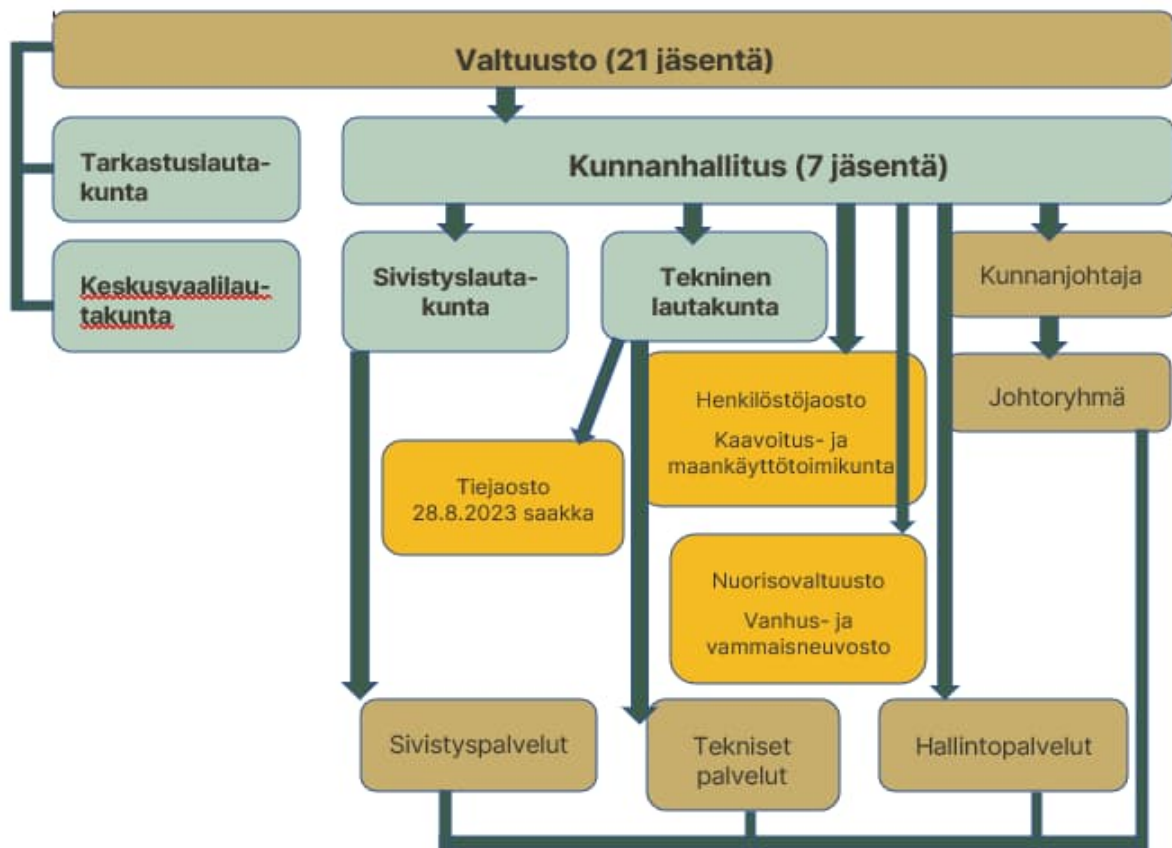 Valtuusto (21 jäsentä)
Tarkastuslauta-
kunta
Kunnanhallitus (7 jäsentä)
Keskusvaalilau-
takunta
Sivistyslauta-
kunta
Tekninen
lautakunta
Kunnanjohtaja
Henkilöstöjaosto
Kaavoitus- ja
maankäyttötoimikunta
Johtoryhmä
Tiejaosto
28.8.2023 saakka
Nuorisovaltuusto
Vanhus- ja
vammaisneuvosto
Sivistyspalvelut
Tekniset
palvelut
Hallintopalvelut